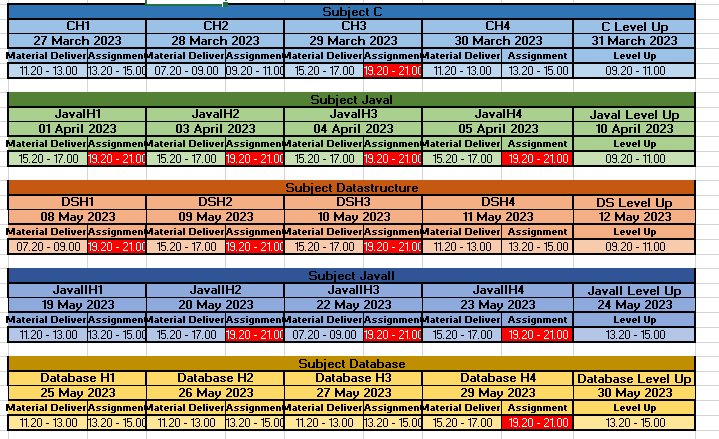 Subject C
CH1 CH2 CH3 CH4 C Level Up
27 March 2023 28 March 2023 29 March 2023 30 March 2023 31 March 2023
Material Deliver Assignmen Material Deliver Assignmen Material Deliver Assignmen Material Deliver Assignment Level Up
11.20 - 13.00 13.20 - 15.00 07.20 - 09.00 09.20 - 11.00 15.20 - 17.00 19.20 - 21.00 11.20 - 13.00 13.20 - 15.00 09.20 - 11.00
Subject JavaI
JavaIH1 JavaIH2 JavaIH3 JavaIH4 JavaI Level Up
01 April 2023 03 April 2023 04 April 2023 05 April 2023 10 April 2023
Material Deliver Assignmen Material Deliver Assignmen Material Deliver Assignmen Material Deliver Assignment Level Up
15.20 - 17.00 19.20 - 21.00 15.20 - 17.00 19.20 - 21.00 15.20 - 17.00 19.20 - 21.00 15.20 - 17.00 19.20 - 21.00 09.20 - 11.00
Subject Datastructure
DSH1 DSH2 DSH3 DSH4 DS Level Up
08 May 2023 09 May 2023 10 May 2023 11 May 2023 12 May 2023
Material Deliver Assignmen Material Deliver Assignmen Material Deliver Assignmen Material Deliver Assignment Level Up
07.20 - 09.00 19.20 - 21.00 15.20 - 17.00 19.20 - 21.00 15.20 - 17.00 19.20 - 21.00 11.20 - 13.00 13.20 - 15.00 09.20 - 11.00
Subject JavaII
JavaIIH1 JavaIIH2 JavaIIH3 JavaIIH4 JavaII Level Up
19 May 2023 20 May 2023 22 May 2023 23 May 2023 24 May 2023
Material Deliver Assignmen Material Deliver Assignmen Material Deliver Assignmen Material Deliver Assignment Level Up
11.20 - 13.00 13.20 - 15.00 15.20 - 17.00 19.20 - 21.00 07.20 - 09.00 19.20 - 21.00 15.20 - 17.00 19.20 - 21.00 13.20 - 15.00
Subject Database
Database H1 Database H2 Database H3 Database H4 Database Level Up
25 May 2023 26 May 2023 27 May 2023 29 May 2023 30 May 2023
Material Deliver Assignmen Material Deliver Assignmen Material Deliver Assignmen Material Deliver Assignment Level Up
11.20 - 13.00 13.20 - 15.00 11.20 - 13.00 13.20 - 15.00 11.20 - 13.00 13.20 - 15.00 15.20 - 17.00 19.20 - 21.00 13.20 - 15.00